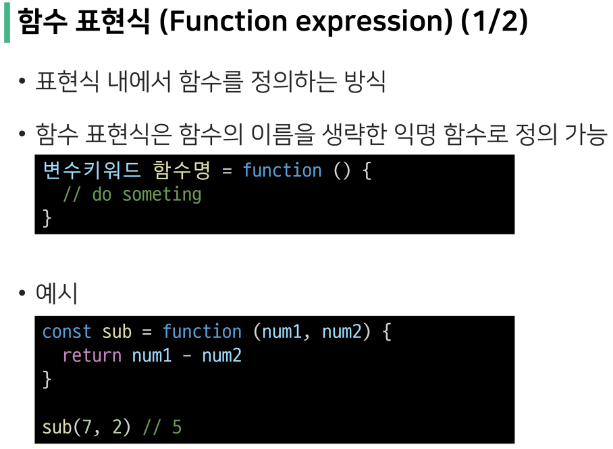 함수 표현식 (Function expression) (1/2)
• 표현식 내에서 함수를 정의하는 방식
• 함수 표현식은 함수의 이름을 생략한 익명 함수로 정의 가능
변수키워드 함수명 = function () {
  // do someting
}
• 예시
const sub = function (num1, num2) {
  return num1 - num2
}
sub(7, 2) // 5